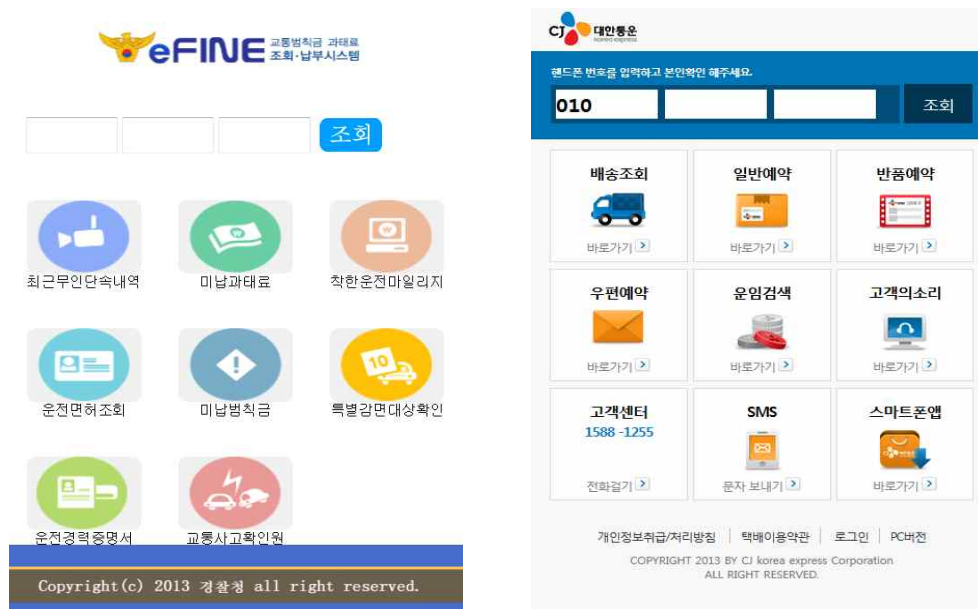 eFINE 교통범칙금 과태료
조회·납부시스템
조회
최근무인단속내역
미납과태료
착한운전마일리지
10
운전면허조회
미납범칙금
특별감면대상확인
운전경력증명서
교통사고확인원
Copyright(c) 2013 경찰청 all right reserved.
CJ 대한통운
korea express
핸드폰 번호를 입력하고 본인확인 해주세요.
010
조회
배송조회
일반예약
반품예약
바로가기
바로가기
바로가기
우편예약
운임검색
고객의소리
바로가기
바로가기
바로가기
고객센터
SMS
스마트폰앱
1588 -1255
전화걸기
문자 보내기
바로가기
개인정보취급/처리방침 | 택배이용약관 | 로그인 | PC버전
COPYRIGHT 2013 BY CJ korea express Corporation
ALL RIGHT RESERVED.